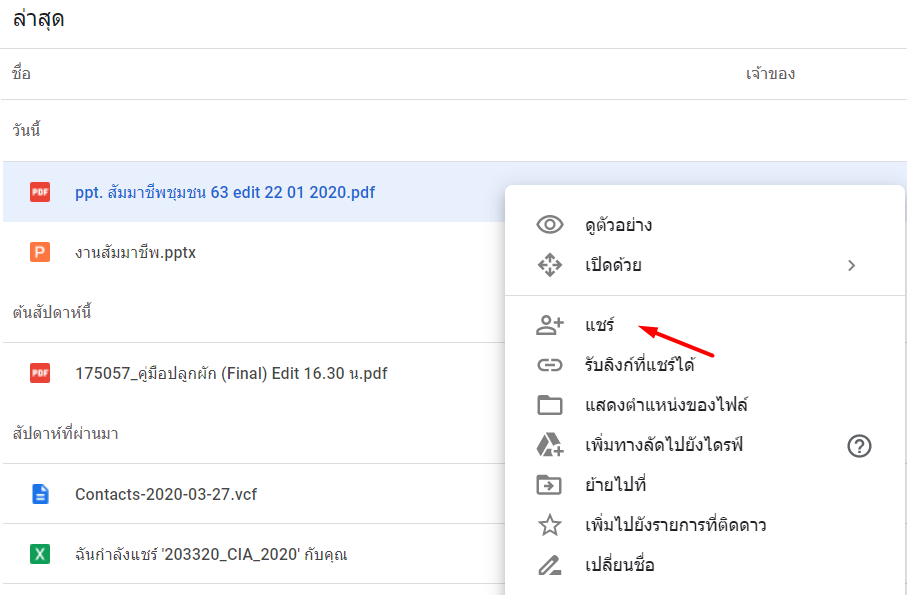 ล่าสุด
ชื่อ เจ้าของ
วันนี้
PDF ppt. สัมมาชีพชุมชน 63 edit 22 01 2020.pdf
P งานสัมมาชีพ.pptx
ต้นสัปดาห์นี้
PDF 175057_คู่มือปลูกผัก (Final) Edit 16.30 น.pdf
สัปดาห์ที่ผ่านมา
Contacts-2020-03-27.vcf
X ฉันกำลังแชร์ '203320_CIA_2020' กับคุณ
ดูตัวอย่าง
เปิดด้วย
แชร์
รับลิงก์ที่แชร์ได้
แสดงตำแหน่งของไฟล์
เพิ่มทางลัดไปยังไดรฟ์
ย้ายไปที่
เพิ่มไปยังรายการที่ติดดาว
เปลี่ยนชื่อ